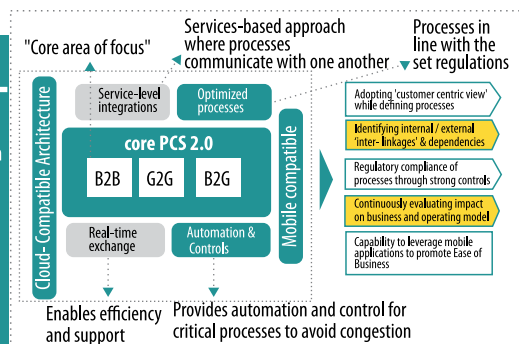 Services-based approach
where processes
communicate with one another
Processes in
line with the
set regulations
"Core area of focus"
Cloud- Compatible Architecture
Service-level
integrations
Optimized
processes
core PCS 2.0
B2B
G2G
B2G
Real-time
exchange
Automation &
Controls
Mobile compatible
Adopting 'customer centric view'
while defining processes
Identifying internal / external
'inter- linkages' & dependencies
Regulatory compliance of
processes through strong controls
Continuously evaluating impact
on business and operating model
Capability to leverage mobile
applications to promote Ease of
Business
Enables efficiency
and support
Provides automation and control for
critical processes to avoid congestion